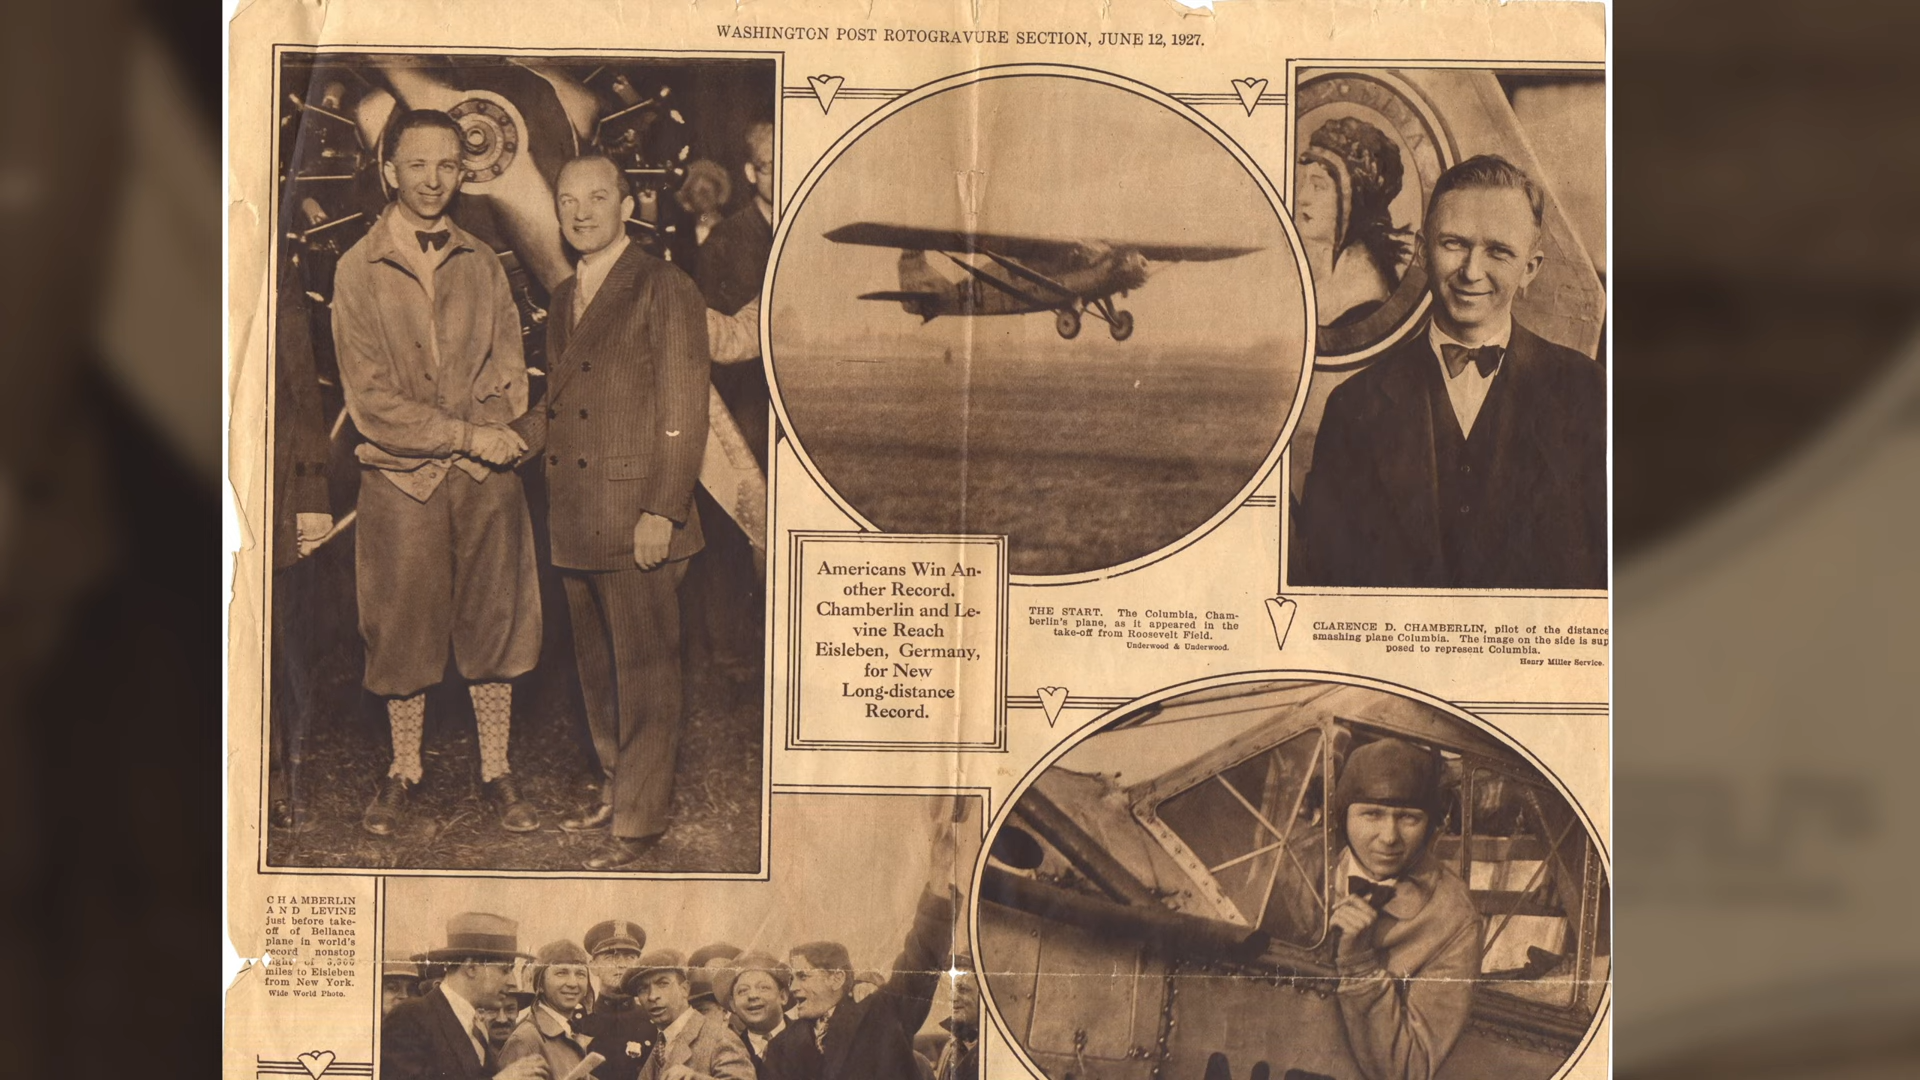 WASHINGTON POST ROTOGRAVURE SECTION, JUNE 12, 1927.
Americans Win An-
other Record.
Chamberlin and Le-
vine Reach
Eisleben, Germany,
for New
Long-distance
Record.
THE START. The Columbia, Cham-
berlin's plane, as it appeared in the
take-off from Roosevelt Field.
Underwood & Underwood.
CLARENCE D. CHAMBERLIN, pilot of the distance
smashing plane Columbia. The image on the side is sup
posed to represent Columbia.
Henry Miller Service.
CHAMBERLIN
AND LEVINE
just before take-
off of Bellanca
plane in world's
record nonstop
flight of
miles to Eisleben
from New York.
Wide World Photo.